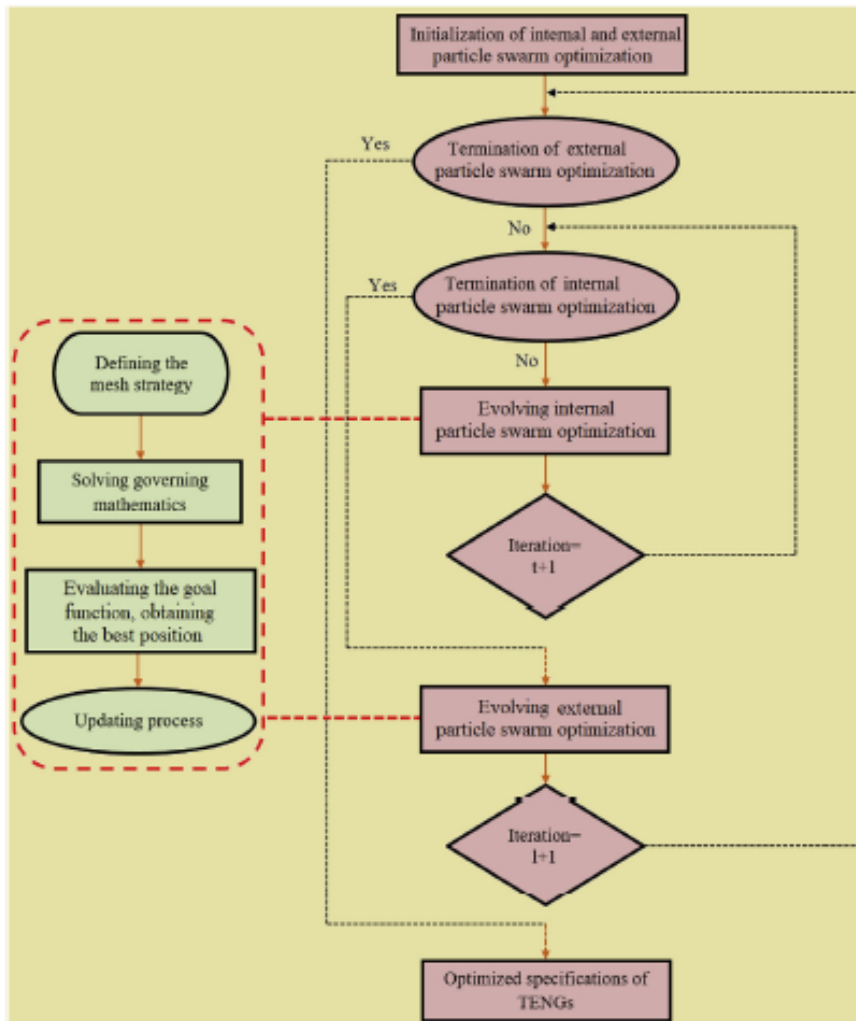 Initialization of internal and external
particle swarm optimization
Yes
Termination of external
particle swarm optimization
No
Yes
Termination of internal
particle swarm optimization
No
Defining the
mesh strategy
Evolving internal
particle swarm optimization
Solving governing
mathematics
Iteration=
t+1
Evaluating the goal
function, obtaining
the best position
Updating process
Evolving external
particle swarm optimization
Iteration=
l+1
Optimized specifications of
TENGs